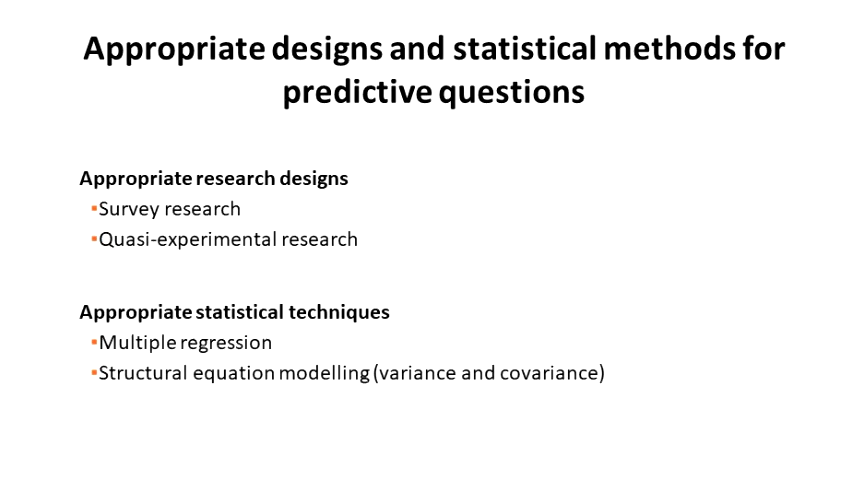 Appropriate designs and statistical methods for
predictive questions
Appropriate research designs
▪Survey research
▪Quasi-experimental research
Appropriate statistical techniques
▪Multiple regression
▪Structural equation modelling (variance and covariance)